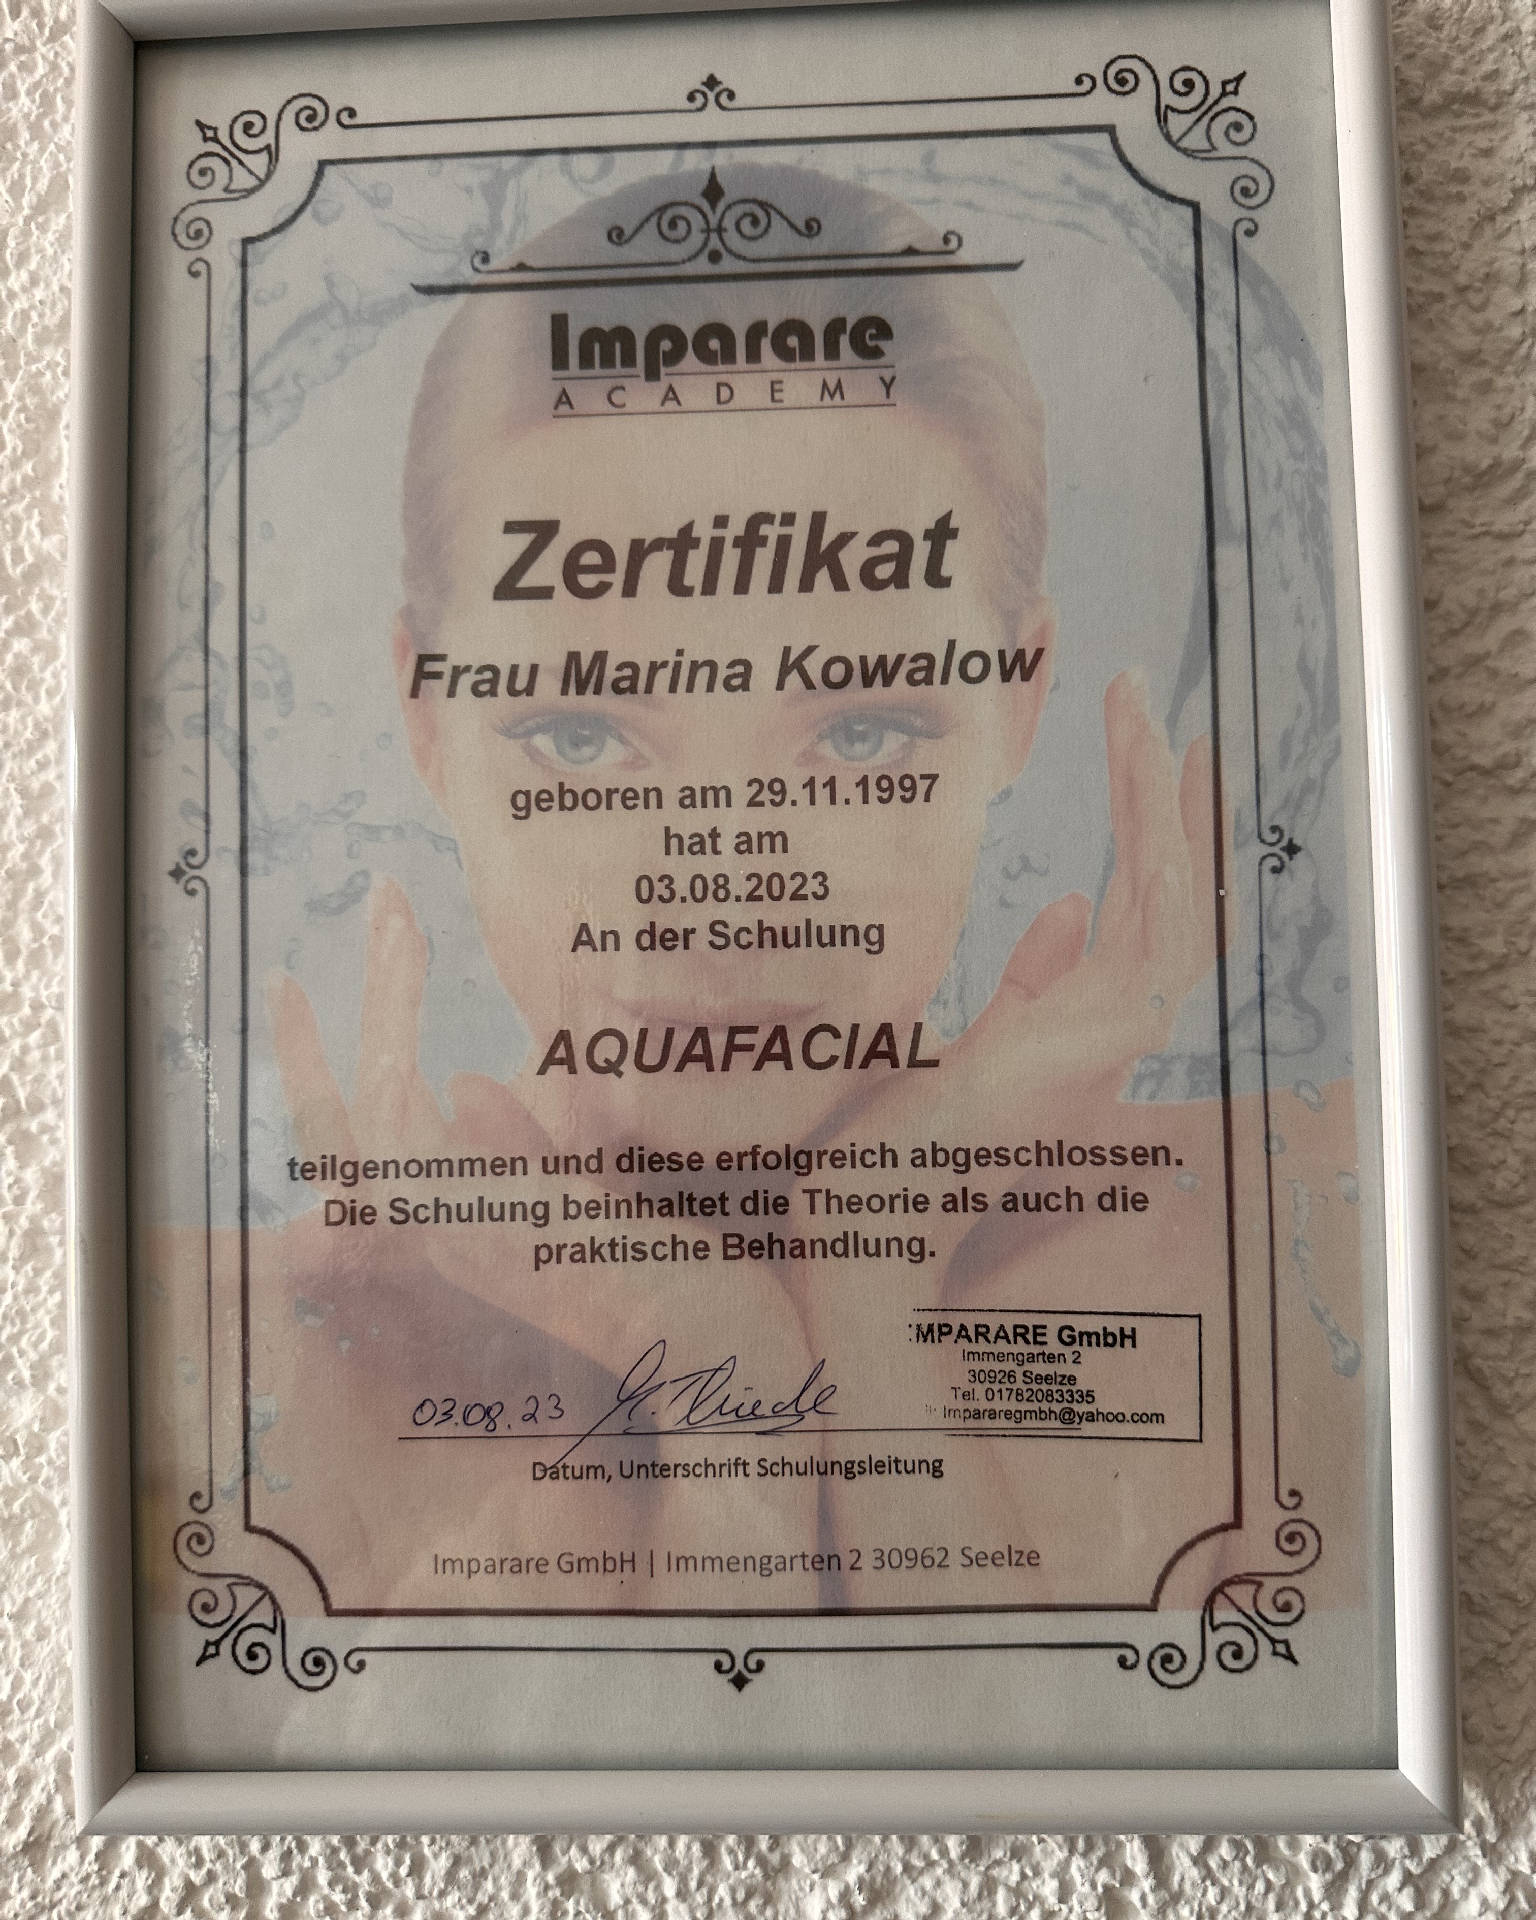 Imparare
ACADEMY
Zertifikat
Frau Marina Kowalow
geboren am 29.11.1997
hat am
03.08.2023
An der Schulung
AQUAFACIAL
teilgenommen und diese erfolgreich abgeschlossen.
Die Schulung beinhaltet die Theorie als auch die
praktische Behandlung.
:MPARARE GmbH
Immengarten 2
30926 Seelze
Tel. 01782083335
Impararegmbh@yahoo.com
03.08.23
Datum, Unterschrift Schulungsleitung
Imparare GmbH | Immengarten 2 30962 Seelze